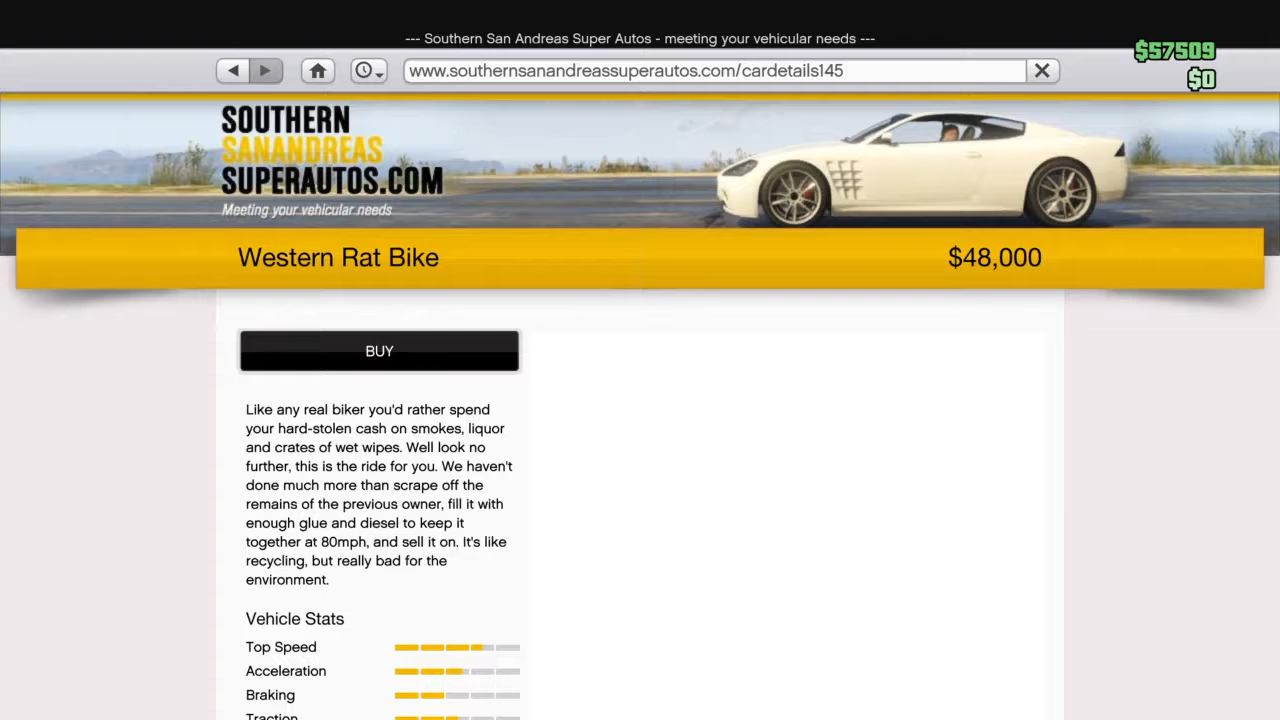 --- Southern San Andreas Super Autos - meeting your vehicular needs ---
$57509
www.southernsanandreassuperautos.com/cardetails145
$0
SOUTHERN
SANANDREAS
SUPERAUTOS.COM
Meeting your vehicular needs
Western Rat Bike $48,000
BUY
Like any real biker you'd rather spend
your hard-stolen cash on smokes, liquor
and crates of wet wipes. Well look no
further, this is the ride for you. We haven't
done much more than scrape off the
remains of the previous owner, fill it with
enough glue and diesel to keep it
together at 80mph, and sell it on. It's like
recycling, but really bad for the
environment.
Vehicle Stats
Top Speed
Acceleration
Braking
Traction